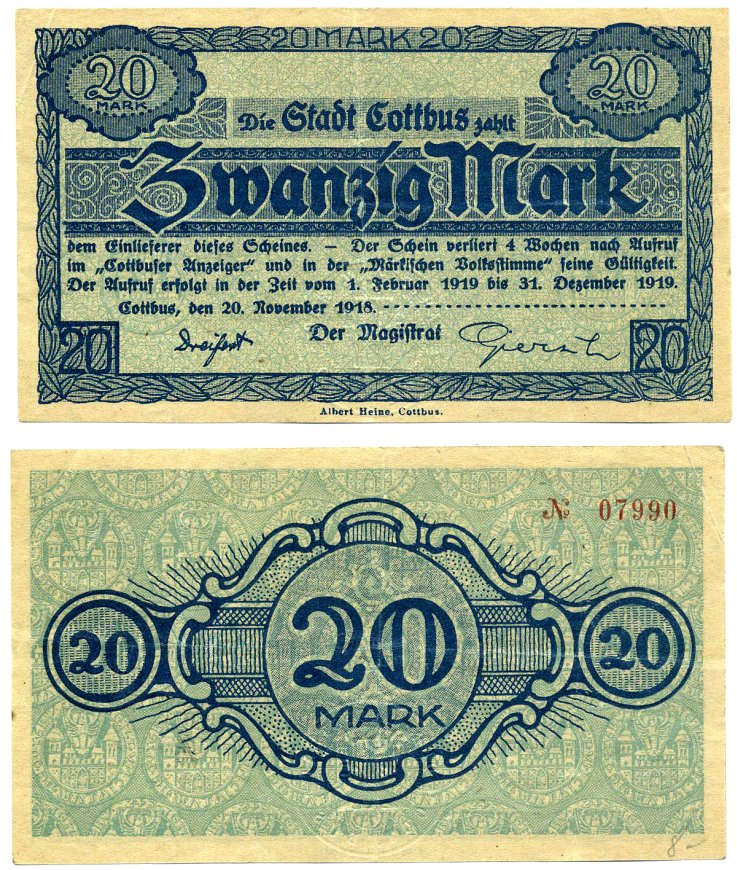 20 MARK 20
20 MARK
20 MARK
Die Stadt Cottbus zahlt
Zwanzig Mark
dem Einlieferer dieses Scheines. – Der Schein verliert 4 Wochen nach Aufruf
im „Cottbuser Anzeiger" und in der „Märkischen Volksstimme" seine Gültigkeit.
Der Aufruf erfolgt in der Zeit vom 1. Februar 1919 bis 31. Dezember 1919.
Cottbus, den 20. November 1918.
Der Magistrat
20
20
Albert Heine, Cottbus.
№ 07990
20
20
20
MARK
8